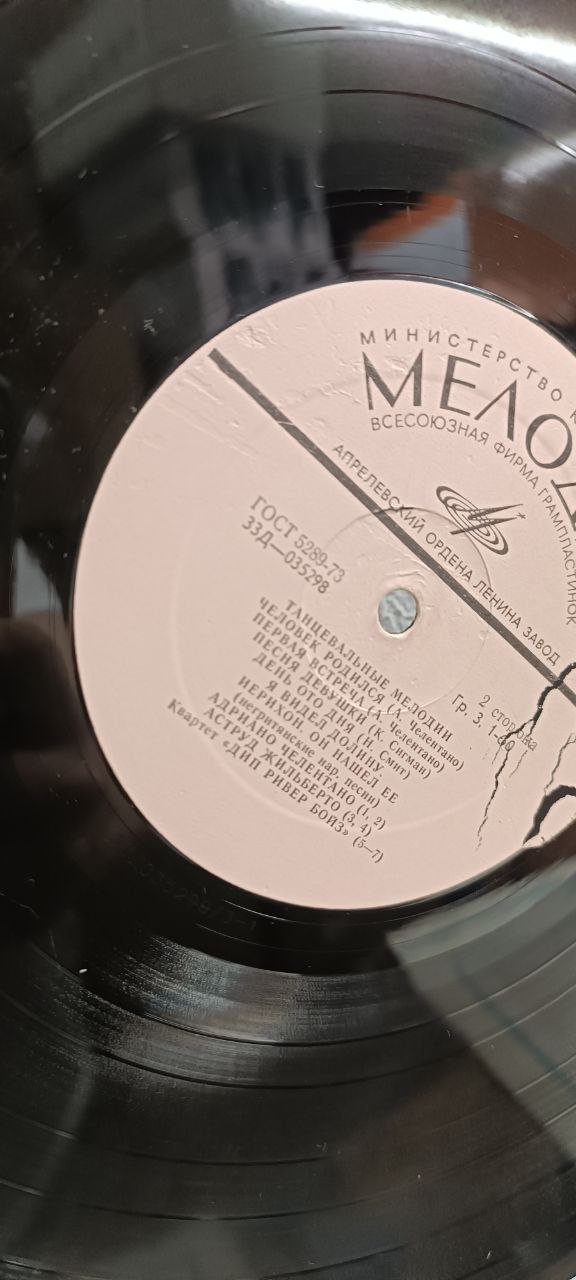 МИНИСТЕРСТВО
МЕЛОД
ВСЕСОЮЗНАЯ ФИРМА ГРАМПЛАСТИНОК
АПРЕЛЕВСКИЙ ОРДЕНА ЛЕНИНА ЗАВОД
ГОСТ 5289-73
33Д—035298
2 сторона
Гр. 3. 1-60
ТАНЦЕВАЛЬНЫЕ МЕЛОДИИ
ЧЕЛОВЕК РОДИЛСЯ (А. Челентано)
ПЕРВАЯ ВСТРЕЧА (А. Челентано)
ПЕСНЯ ДЕВУШКИ (К. Сигман)
ДЕНЬ ОТО ДНЯ (Н. Смит)
Я ВИДЕЛ ДОЛИНУ.
ИЕРИХОН. ОН НАШЕЛ ЕЕ
(негритянские нар. песни)
АДРИАНО ЧЕЛЕНТАНО (1, 2)
АСТРУД ЖИЛЬБЕРТО (3, 4)
Квартет «ДИП РИВЕР БОЙЗ» (5—7)